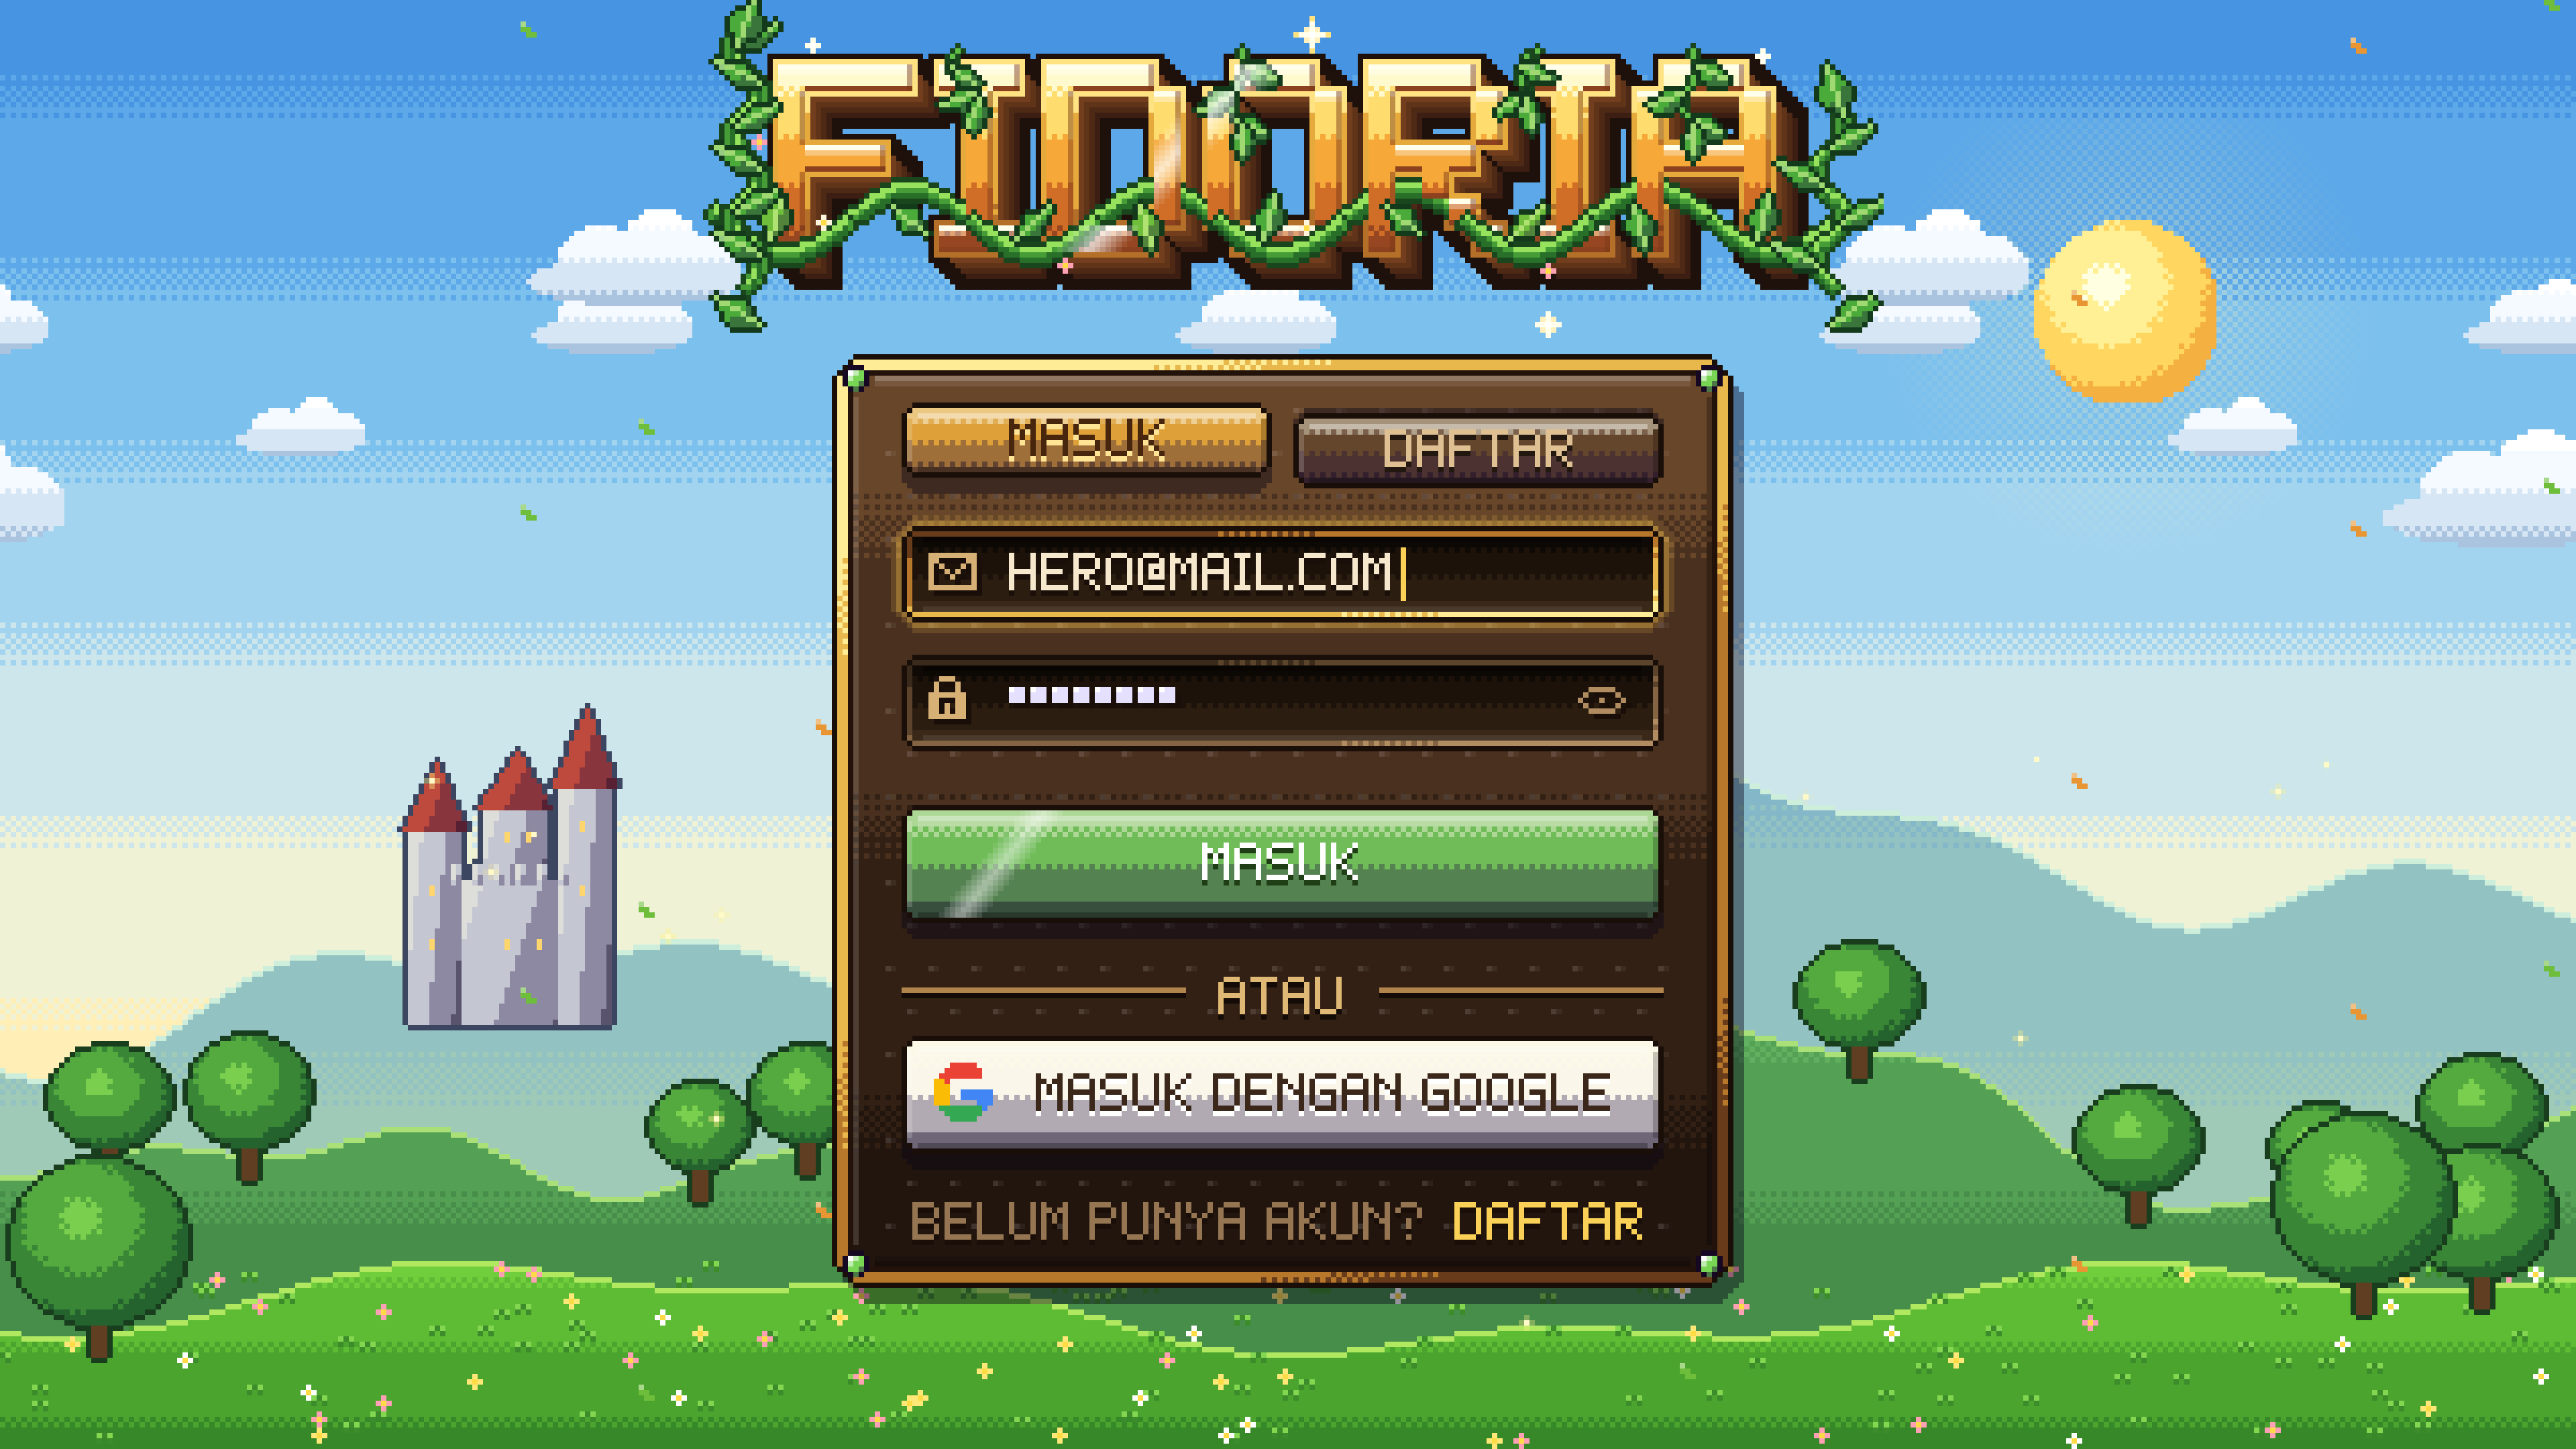 FIDORIA
MASUK
DAFTAR
HERO@MAIL.COM
MASUK
ATAU
MASUK DENGAN GOOGLE
BELUM PUNYA AKUN? DAFTAR